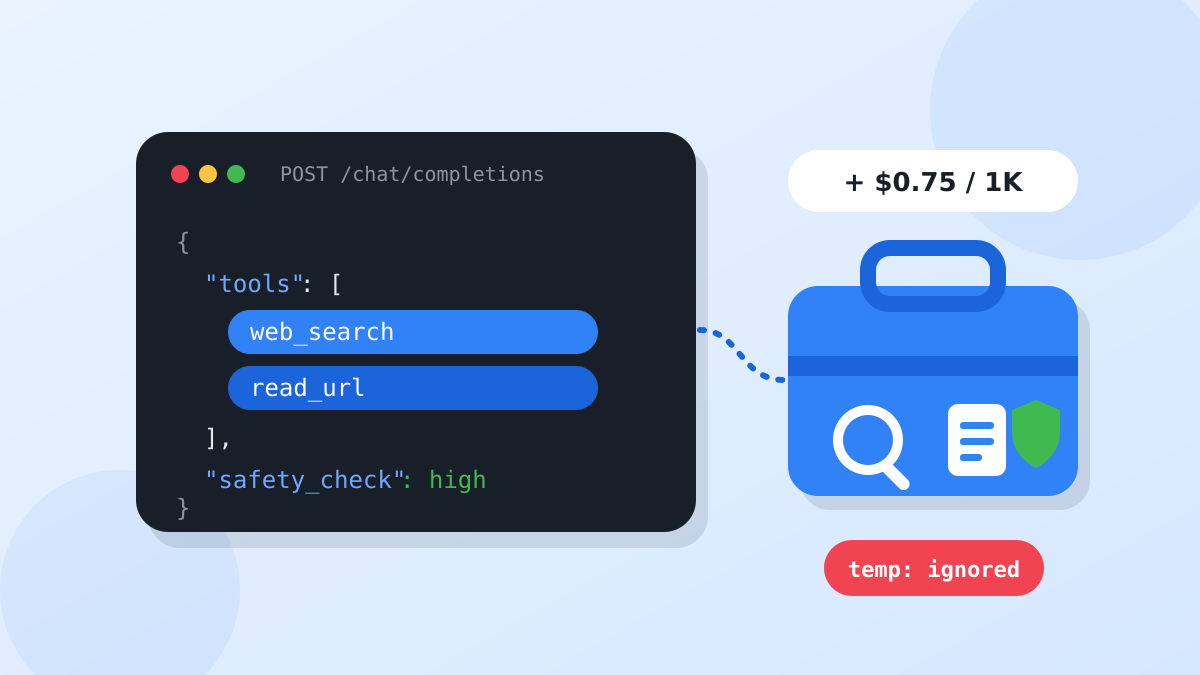 POST /chat/completions
{
"tools": [
web_search
read_url
],
"safety_check": high
}
+ $0.75 / 1K
temp: ignored